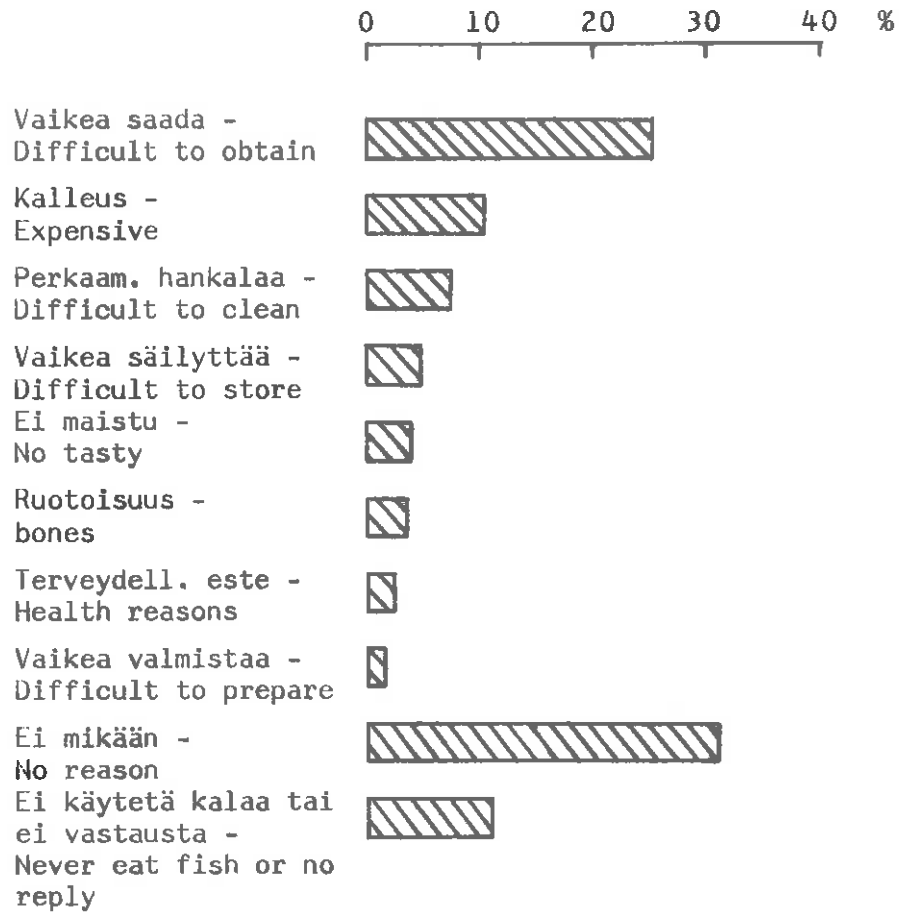 0 10 20 30 40 %
Vaikea saada -
Difficult to obtain
Kalleus -
Expensive
Perkaam. hankalaa -
Difficult to clean
Vaikea säilyttää -
Difficult to store
Ei maistu -
No tasty
Ruotoisuus -
bones
Terveydell. este -
Health reasons
Vaikea valmistaa -
Difficult to prepare
Ei mikään -
No reason
Ei käytetä kalaa tai
ei vastausta -
Never eat fish or no
reply